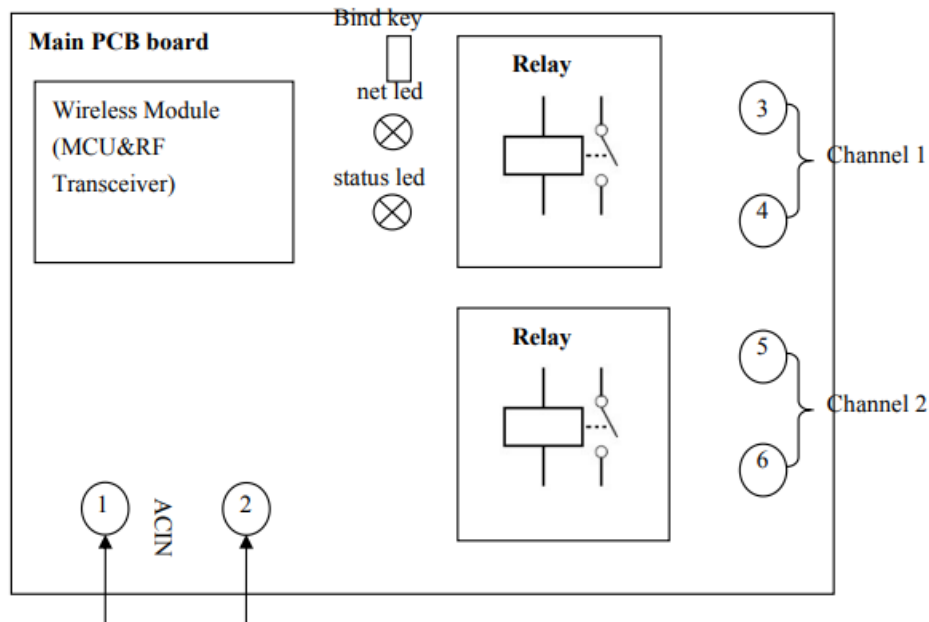 Bind key
Main PCB board
Wireless Module
(MCU&RF
Transceiver)
net led
status led
Relay
3
4
Channel 1
Relay
5
6
Channel 2
1
ACIN
2